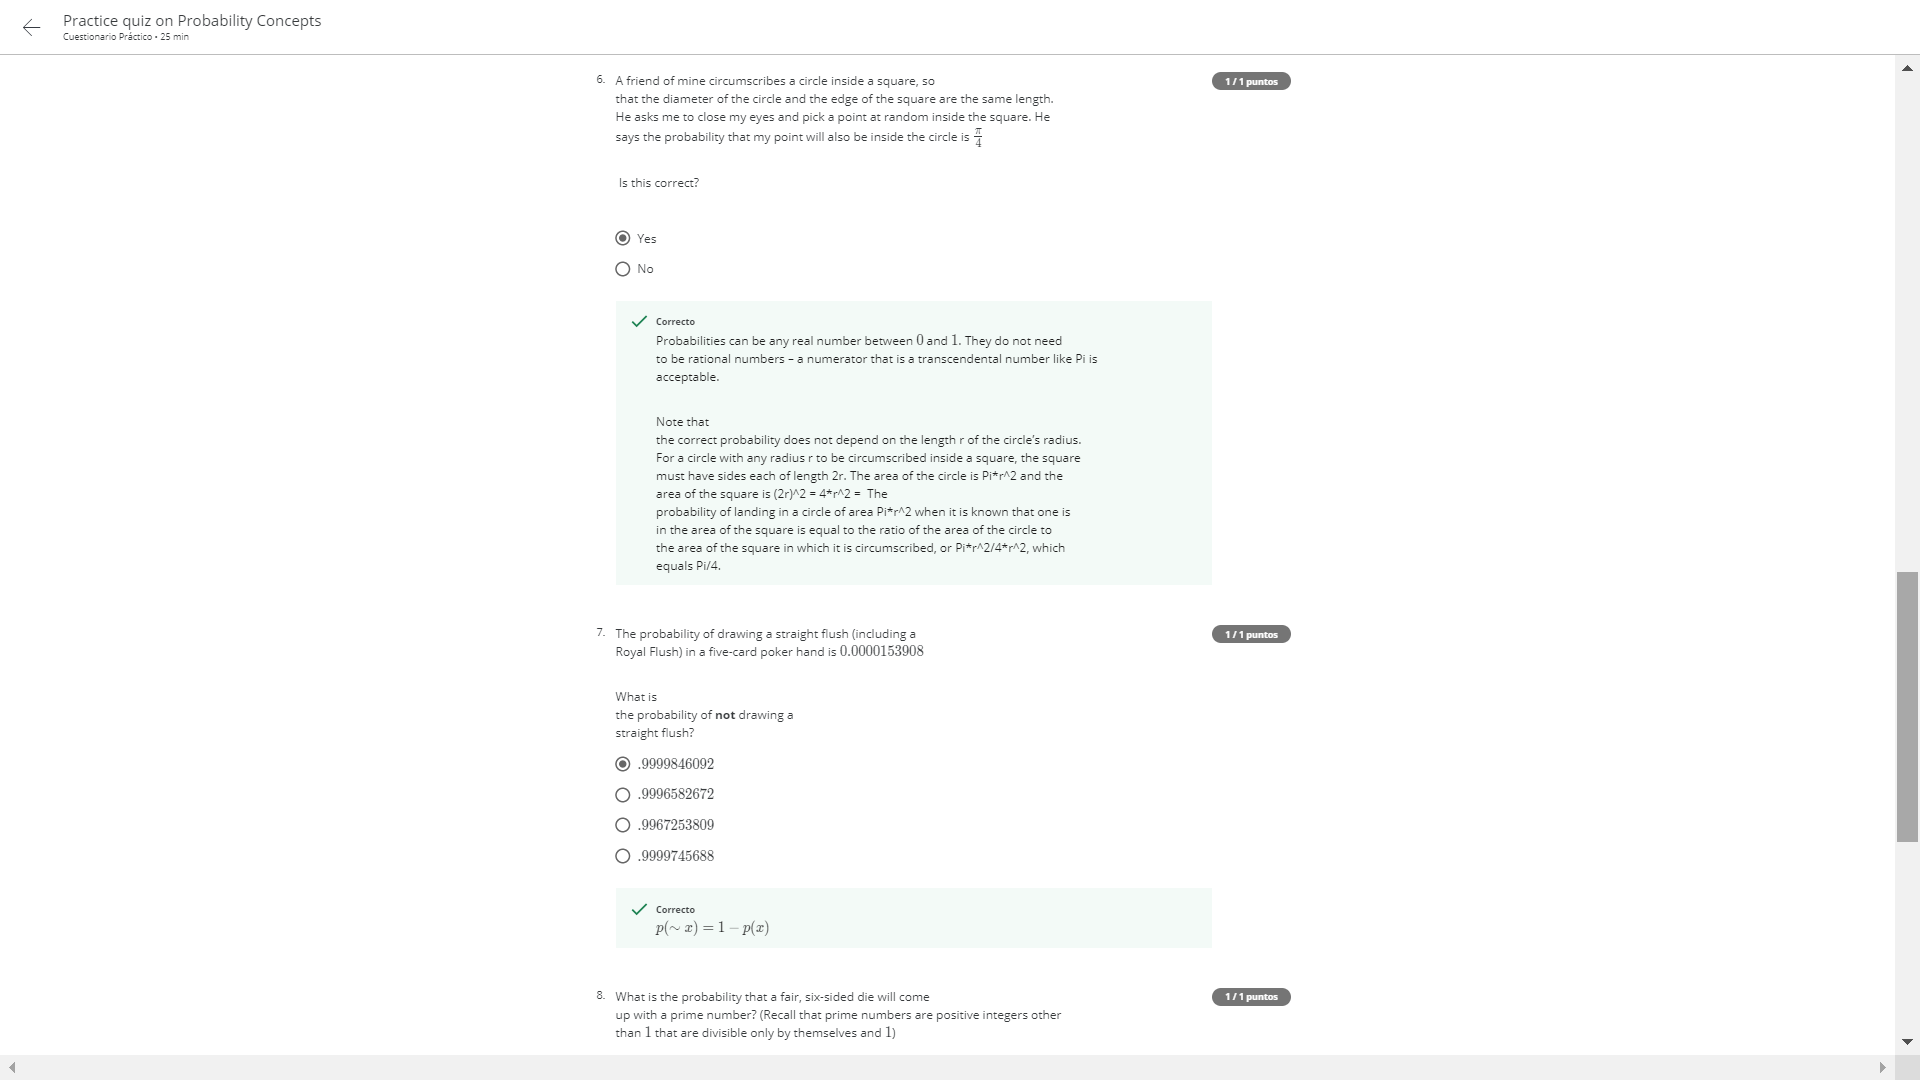 Practice quiz on Probability Concepts
Cuestionario Práctico • 25 min
6. A friend of mine circumscribes a circle inside a square, so
1 / 1 puntos
that the diameter of the circle and the edge of the square are the same length.
He asks me to close my eyes and pick a point at random inside the square. He
says the probability that my point will also be inside the circle is π/4
Is this correct?
Yes
No
Correcto
Probabilities can be any real number between 0 and 1. They do not need
to be rational numbers – a numerator that is a transcendental number like Pi is
acceptable.
Note that
the correct probability does not depend on the length r of the circle’s radius.
For a circle with any radius r to be circumscribed inside a square, the square
must have sides each of length 2r. The area of the circle is Pi*r^2 and the
area of the square is (2r)^2 = 4*r^2 = The
probability of landing in a circle of area Pi*r^2 when it is known that one is
in the area of the square is equal to the ratio of the area of the circle to
the area of the square in which it is circumscribed, or Pi*r^2/4*r^2, which
equals Pi/4.
7. The probability of drawing a straight flush (including a
1 / 1 puntos
Royal Flush) in a five-card poker hand is 0.0000153908
What is
the probability of not drawing a
straight flush?
.9999846092
.9996582672
.9967253809
.9999745688
Correcto
p(∼ x) = 1 − p(x)
8. What is the probability that a fair, six-sided die will come
1 / 1 puntos
up with a prime number? (Recall that prime numbers are positive integers other
than 1 that are divisible only by themselves and 1)